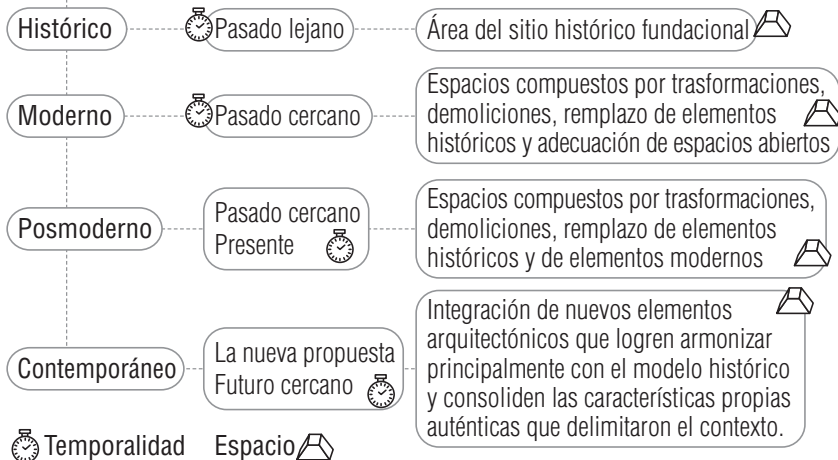 Histórico
Pasado lejano
Área del sitio histórico fundacional
Moderno
Pasado cercano
Espacios compuestos por trasformaciones,
demoliciones, remplazo de elementos
históricos y adecuación de espacios abiertos
Posmoderno
Pasado cercano
Presente
Espacios compuestos por trasformaciones,
demoliciones, remplazo de elementos
históricos y de elementos modernos
Contemporáneo
La nueva propuesta
Futuro cercano
Integración de nuevos elementos
arquitectónicos que logren armonizar
principalmente con el modelo histórico
y consoliden las características propias
auténticas que delimitaron el contexto.
Temporalidad
Espacio